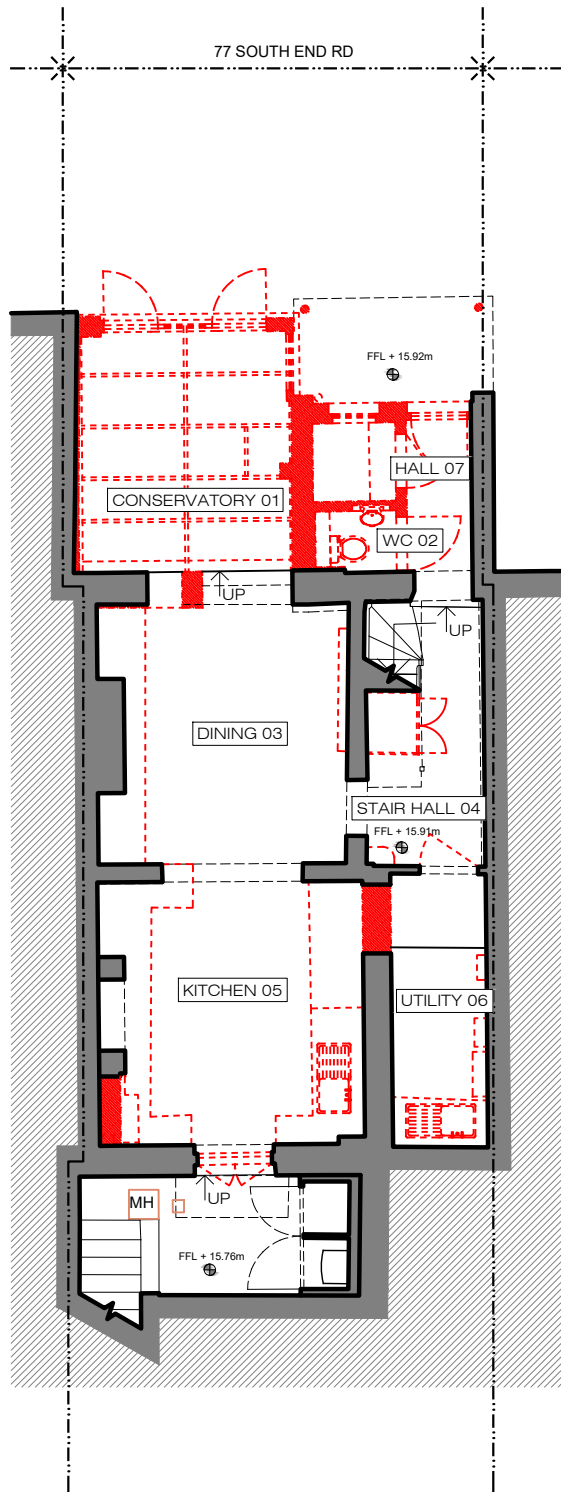 77 SOUTH END RD
FFL + 15.92m
HALL 07
CONSERVATORY 01
WC 02
UP
UP
DINING 03
STAIR HALL 04
FFL + 15.91m
KITCHEN 05
UTILITY 06
MH
UP
FFL + 15.76m